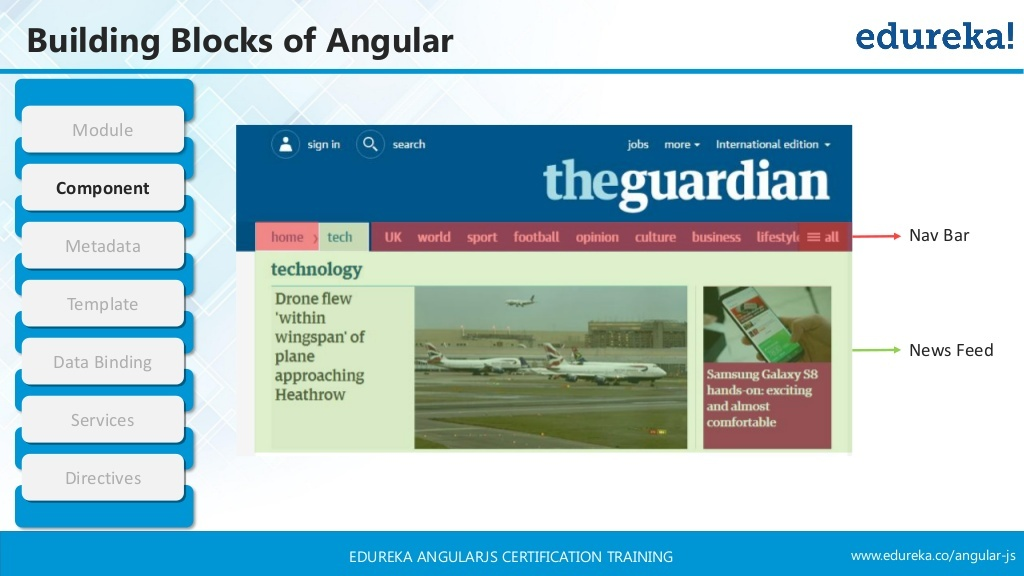 Building Blocks of Angular
edureka!
Module
Component
Metadata
Template
Data Binding
Services
Directives
sign in search jobs more International edition
theguardian
home tech UK world sport football opinion culture business lifestyle all
Nav Bar
technology
Drone flew
'within
wingspan' of
plane
approaching
Heathrow
Samsung Galaxy S8
hands-on: exciting
and almost
comfortable
News Feed
EDUREKA ANGULARJS CERTIFICATION TRAINING
www.edureka.co/angular-js